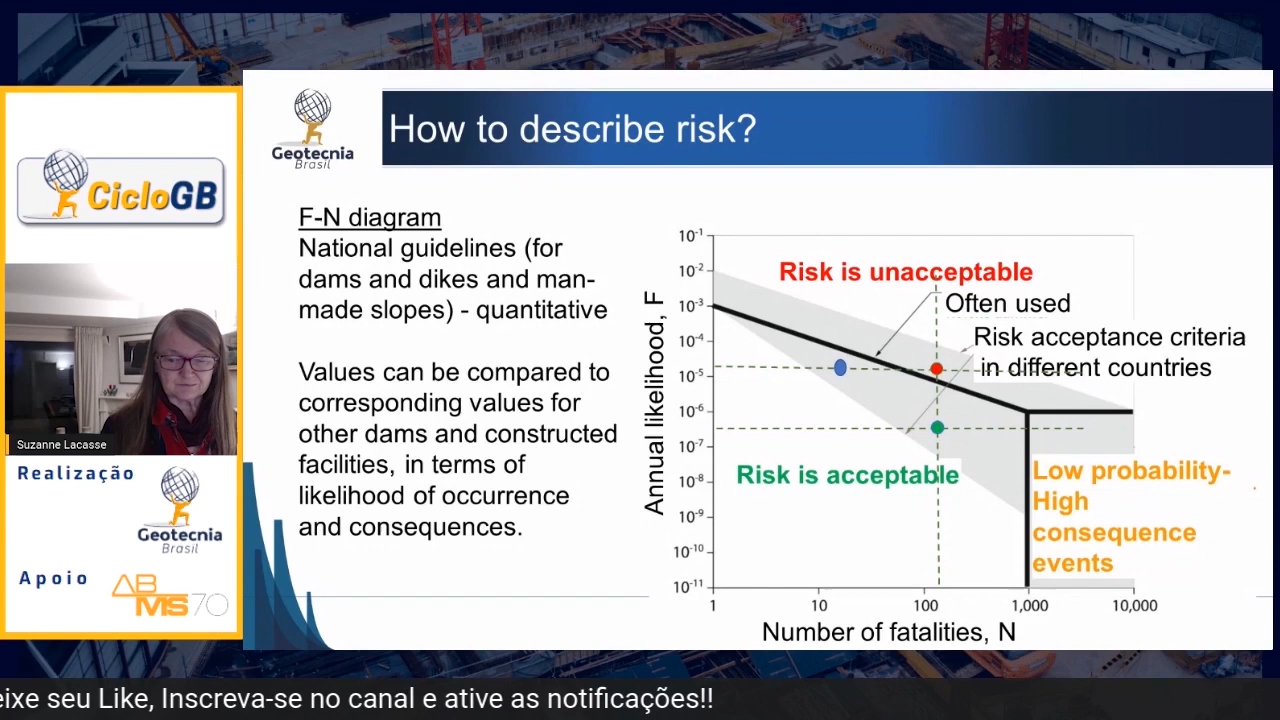 How to describe risk?
Geotecnia
Brasil
CicloGB
F-N diagram
National guidelines (for
dams and dikes and man-
made slopes) - quantitative
Values can be compared to
corresponding values for
other dams and constructed
facilities, in terms of
likelihood of occurrence
and consequences.
Annual likelihood, F
10⁻¹
10⁻²
10⁻³
10⁻⁴
10⁻⁵
10⁻⁶
10⁻⁷
10⁻⁸
10⁻⁹
10⁻¹⁰
10⁻¹¹
Risk is unacceptable
Often used
Risk acceptance criteria
in different countries
Risk is acceptable
Low probability-
High
consequence
events
1 10 100 1,000 10,000
Number of fatalities, N
Suzanne Lacasse
Realização
Geotecnia
Brasil
Apoio
ABMS70
eixe seu Like, Inscreva-se no canal e ative as notificações!!